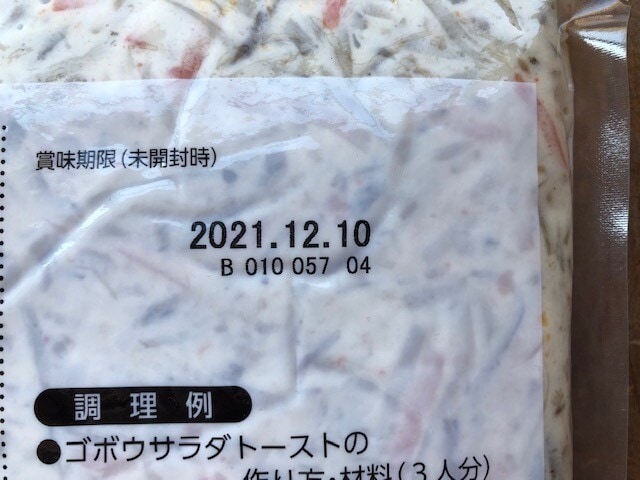 賞味期限(未開封時)
2021.12.10
B 010 057 04
調理例
●ゴボウサラダトーストの
作り方・材料(3人分)